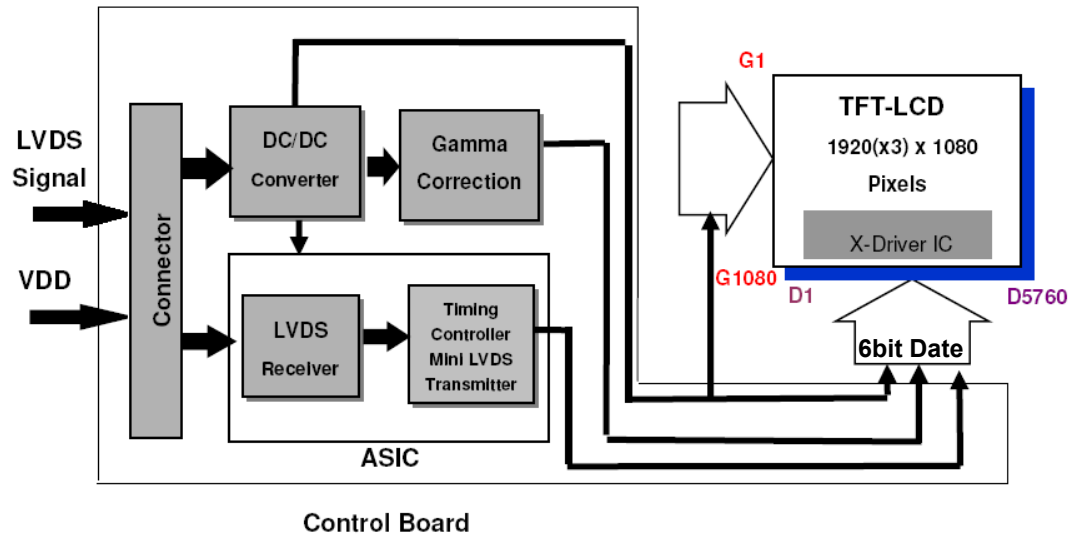 LVDS
Signal
VDD
Connector
DC/DC
Converter
Gamma
Correction
LVDS
Receiver
Timing
Controller
Mini LVDS
Transmitter
ASIC
Control Board
G1
G1080
TFT-LCD
1920(x3) x 1080
Pixels
X-Driver IC
D1
D5760
6bit Date